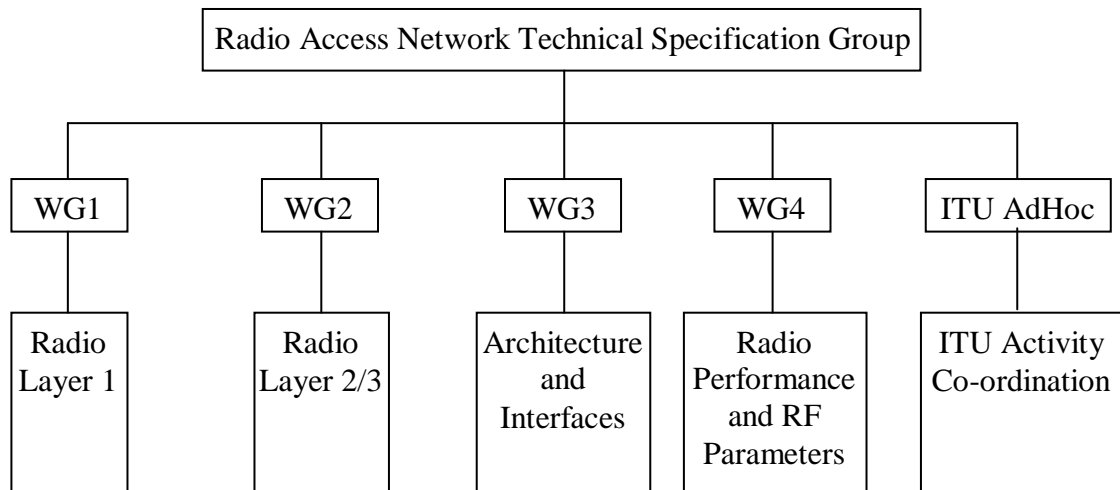 Radio Access Network Technical Specification Group
WG1
WG2
WG3
WG4
ITU AdHoc
Radio
Layer 1
Radio
Layer 2/3
Architecture
and
Interfaces
Radio
Performance
and RF
Parameters
ITU Activity
Co-ordination